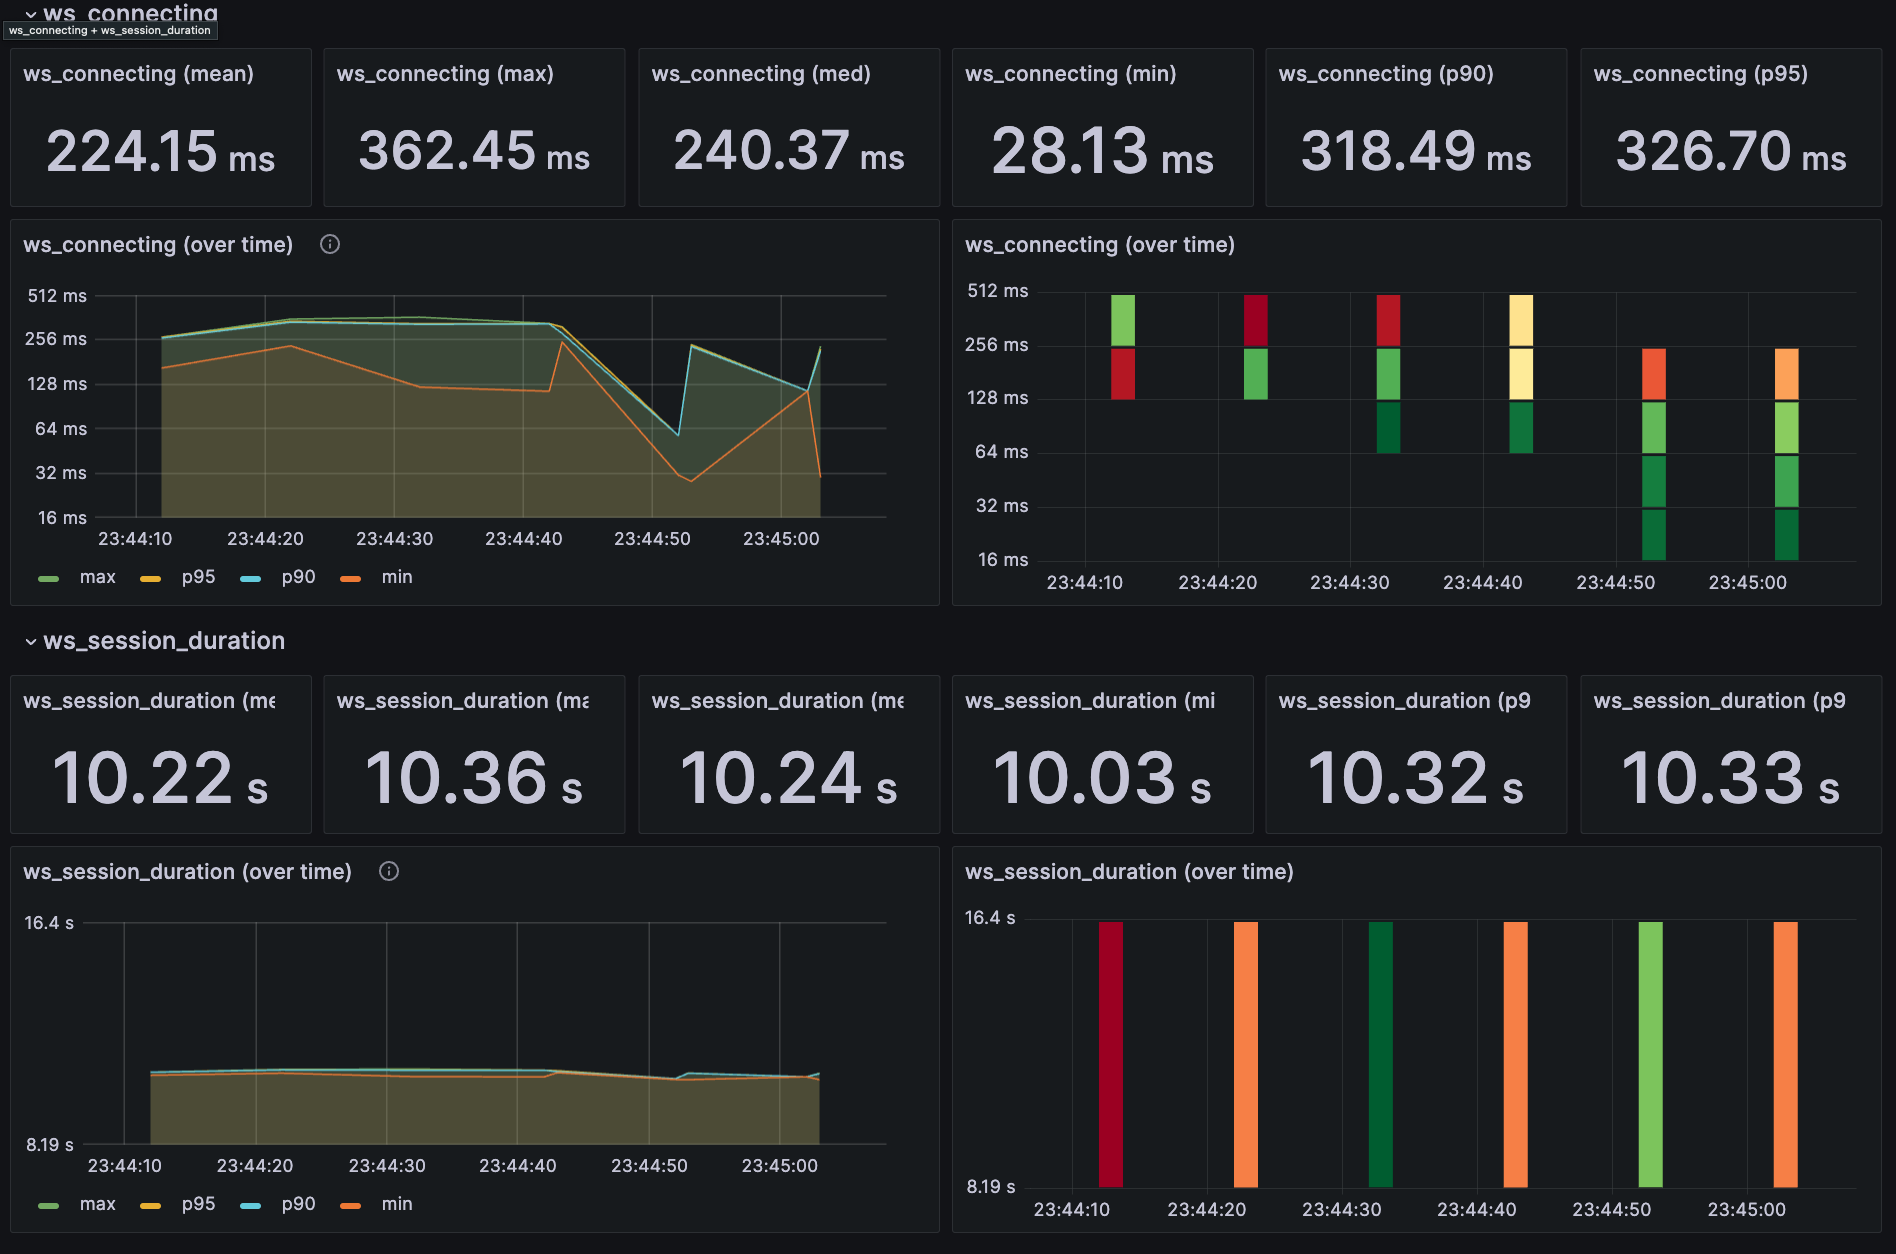 ws_connecting
ws_connecting + ws_session_duration
ws_connecting (mean)
224.15 ms
ws_connecting (max)
362.45 ms
ws_connecting (med)
240.37 ms
ws_connecting (min)
28.13 ms
ws_connecting (p90)
318.49 ms
ws_connecting (p95)
326.70 ms
ws_connecting (over time)
512 ms
256 ms
128 ms
64 ms
32 ms
16 ms
23:44:10 23:44:20 23:44:30 23:44:40 23:44:50 23:45:00
max p95 p90 min
ws_connecting (over time)
512 ms
256 ms
128 ms
64 ms
32 ms
16 ms
23:44:10 23:44:20 23:44:30 23:44:40 23:44:50 23:45:00
ws_session_duration
ws_session_duration (me
10.22 s
ws_session_duration (ma
10.36 s
ws_session_duration (me
10.24 s
ws_session_duration (mi
10.03 s
ws_session_duration (p9
10.32 s
ws_session_duration (p9
10.33 s
ws_session_duration (over time)
16.4 s
8.19 s
23:44:10 23:44:20 23:44:30 23:44:40 23:44:50 23:45:00
max p95 p90 min
ws_session_duration (over time)
16.4 s
8.19 s
23:44:10 23:44:20 23:44:30 23:44:40 23:44:50 23:45:00